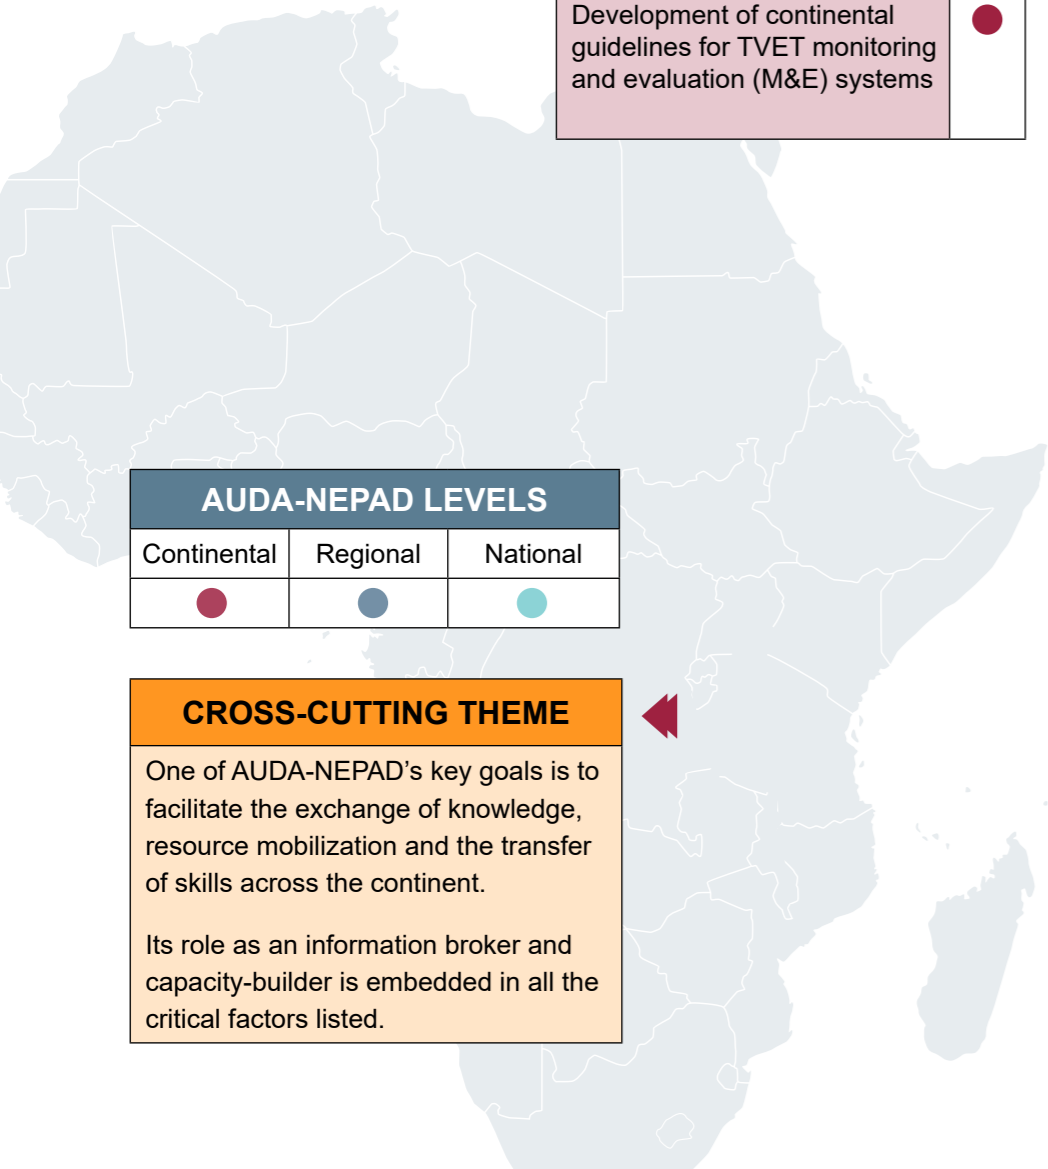 Development of continental
guidelines for TVET monitoring
and evaluation (M&E) systems
AUDA-NEPAD LEVELS
Continental Regional National
CROSS-CUTTING THEME
One of AUDA-NEPAD’s key goals is to
facilitate the exchange of knowledge,
resource mobilization and the transfer
of skills across the continent.
Its role as an information broker and
capacity-builder is embedded in all the
critical factors listed.